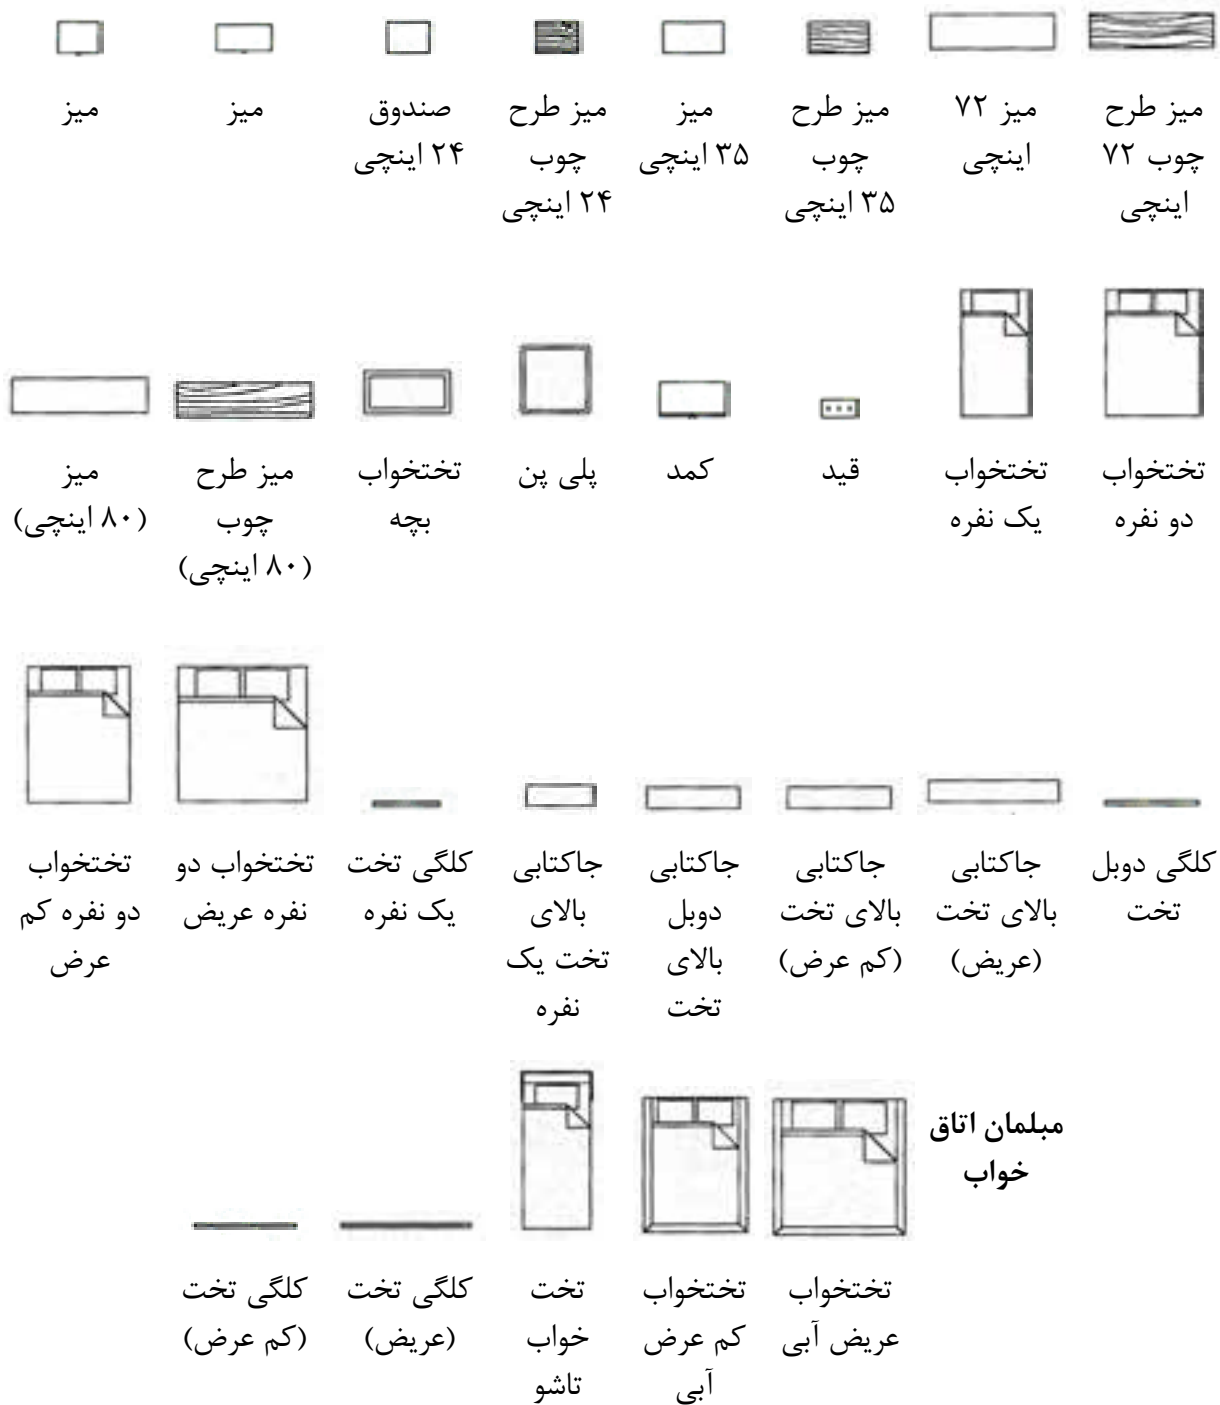 میز طرح
چوب ۷۲
اینچی
میز ۷۲
اینچی
میز طرح
چوب
۳۵ اینچی
میز
۳۵ اینچی
میز طرح
چوب
۲۴ اینچی
صندوق
۲۴ اینچی
میز
میز
تختخواب
دو نفره
تختخواب
یک نفره
قید
کمد
پلی پن
تختخواب
بچه
میز طرح
چوب
(۸۰ اینچی)
میز
(۸۰ اینچی)
کلگی دوبل
تخت
جاکتابی
بالای تخت
(عریض)
جاکتابی
بالای تخت
(کم عرض)
جاکتابی
دوبل
بالای
تخت
جاکتابی
بالای
تخت یک
نفره
کلگی تخت
یک نفره
تختخواب دو
نفره عریض
تختخواب
دو نفره کم
عرض
مبلمان اتاق
خواب
تختخواب
عریض آبی
تختخواب
کم عرض
آبی
تخت
خواب
تاشو
کلگی تخت
(عریض)
کلگی تخت
(کم عرض)